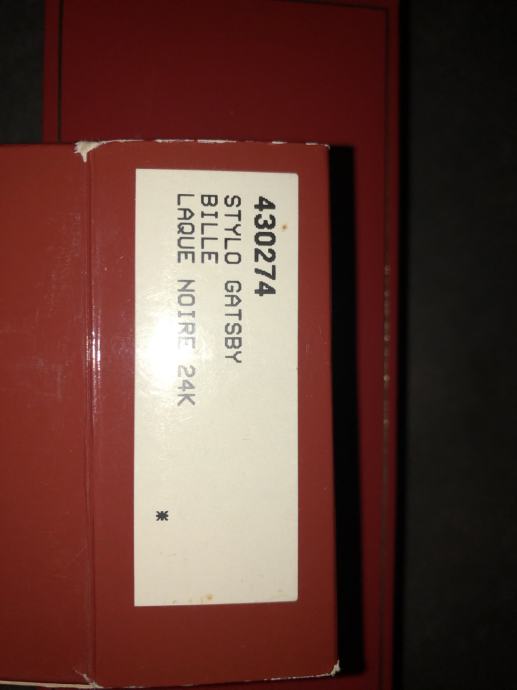 430274
STYLO GATSBY
BILLE
LAQUE NOIRE 24K
*